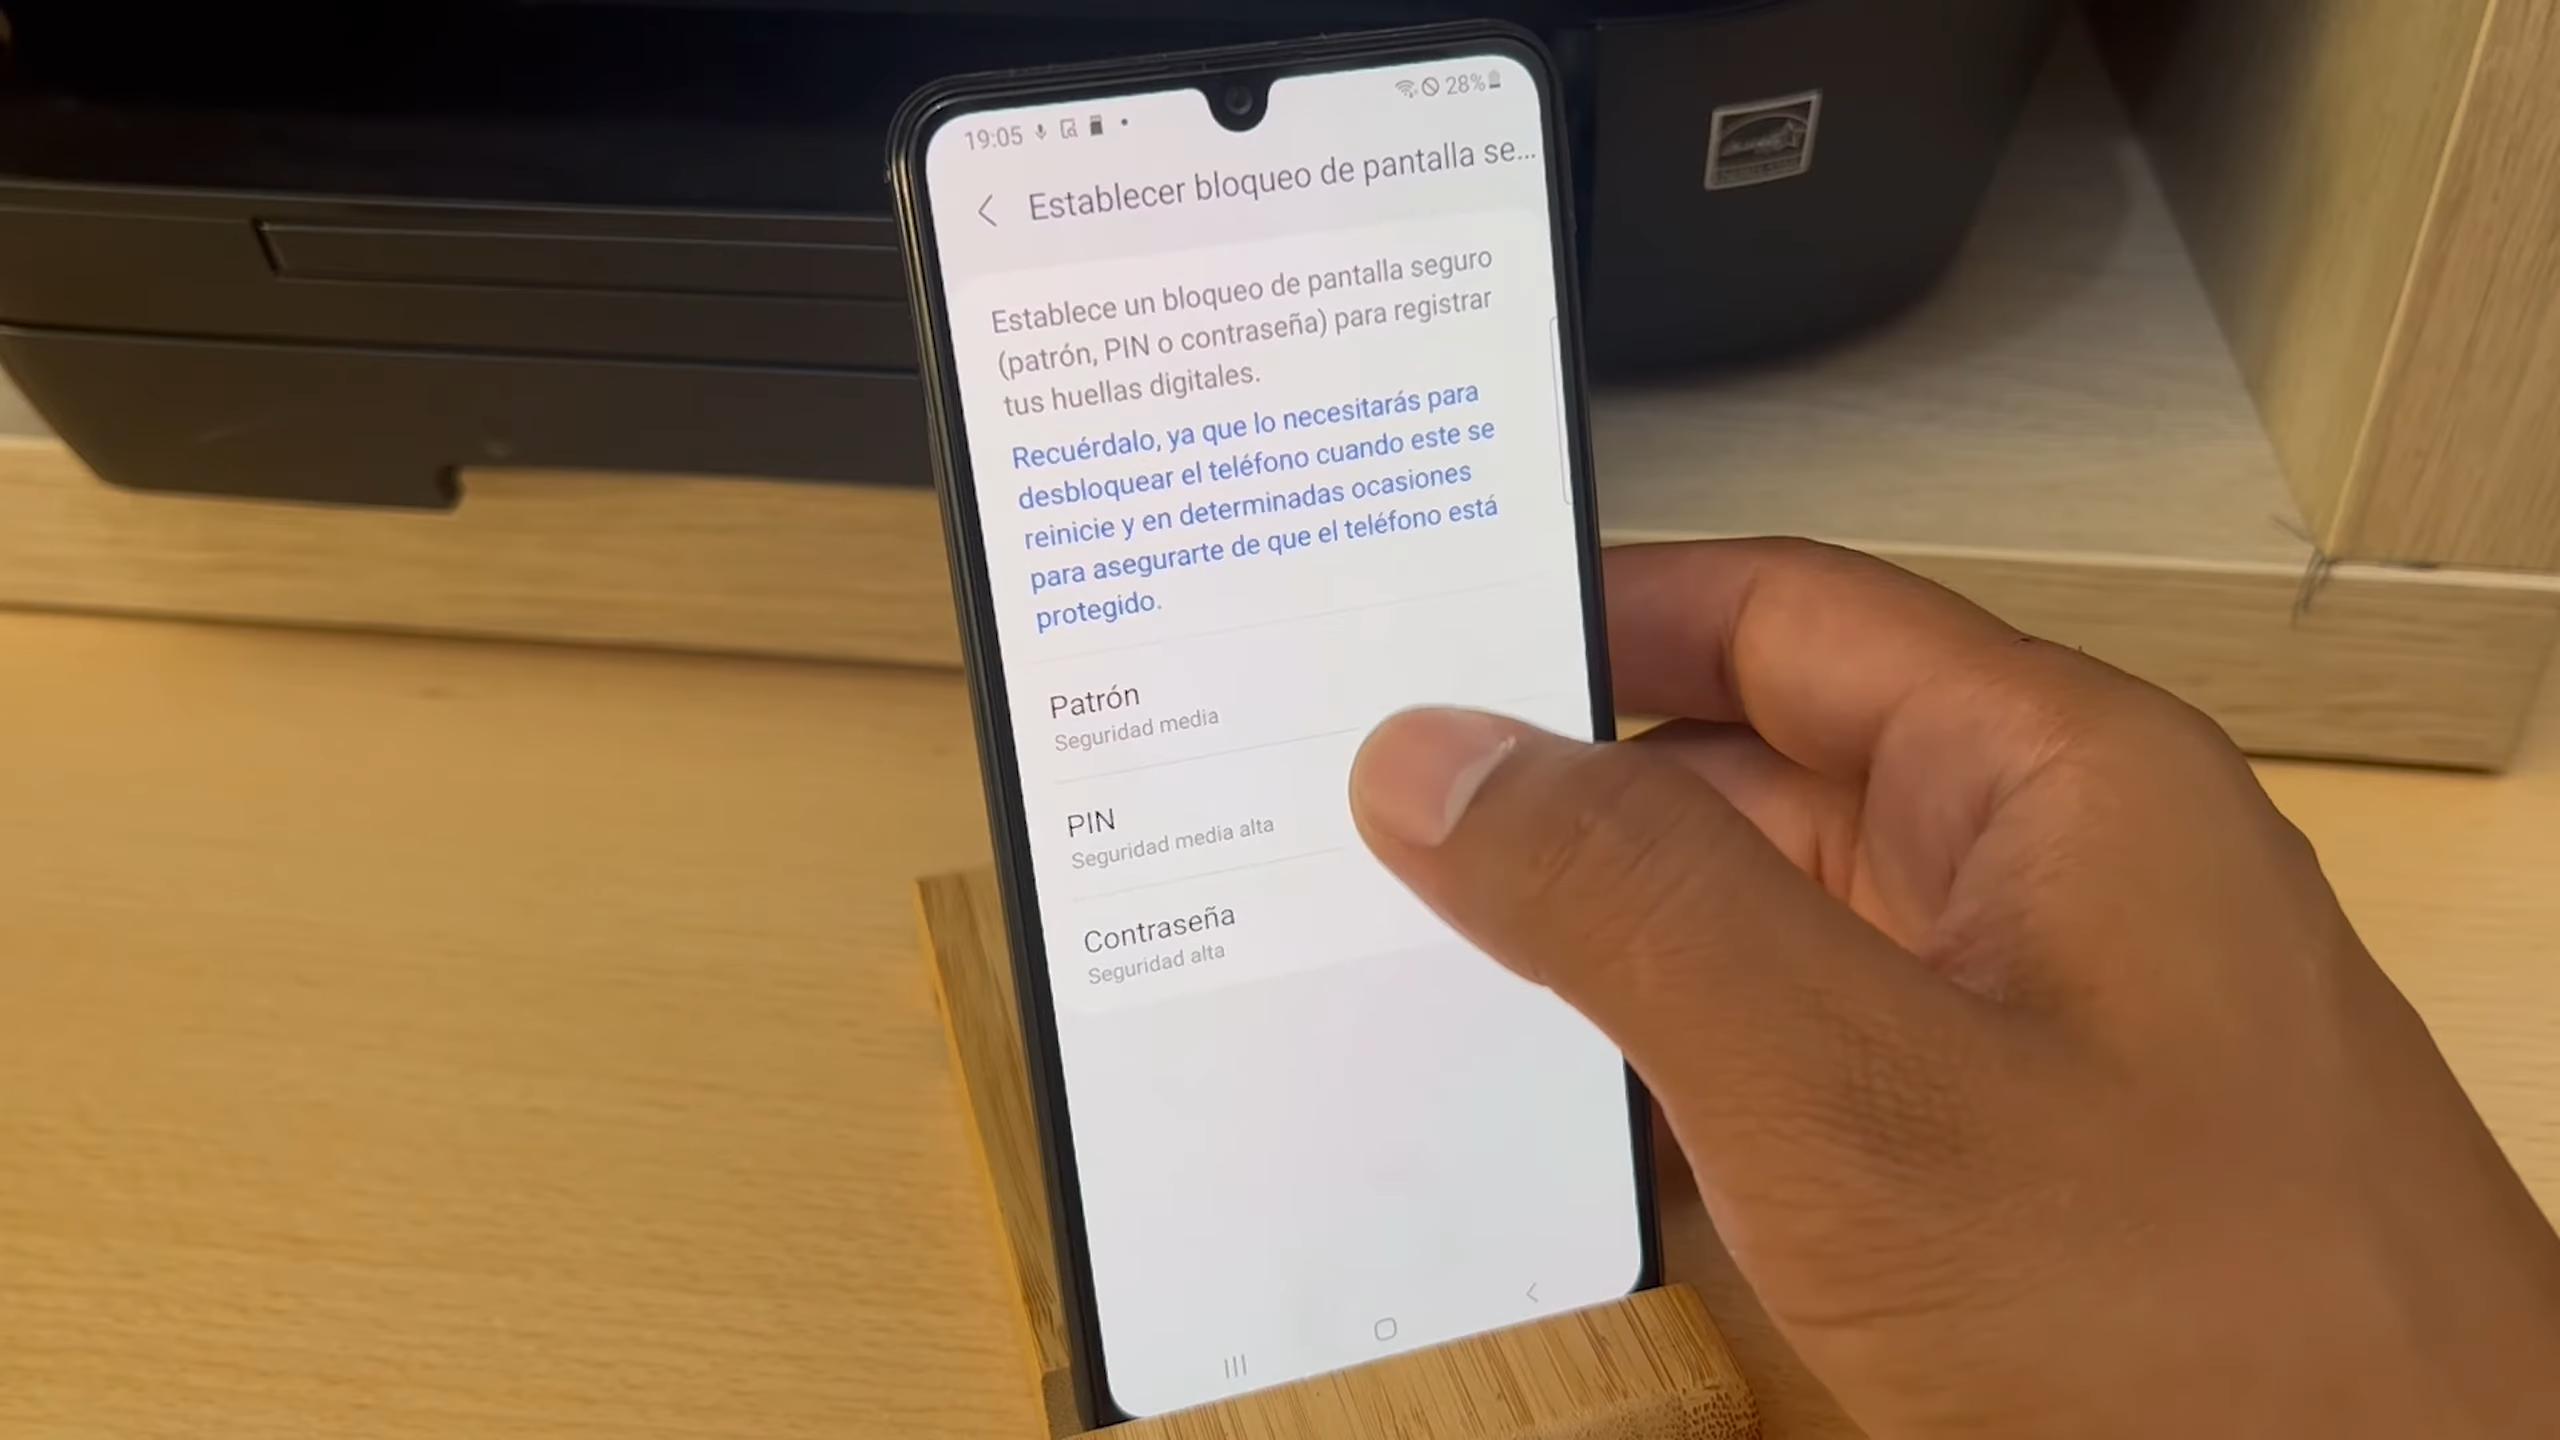 19:05
28%
Establecer bloqueo de pantalla se...
Establece un bloqueo de pantalla seguro
(patrón, PIN o contraseña) para registrar
tus huellas digitales.
Recuérdalo, ya que lo necesitarás para
desbloquear el teléfono cuando este se
reinicie y en determinadas ocasiones
para asegurarte de que el teléfono está
protegido.
Patrón
Seguridad media
PIN
Seguridad media alta
Contraseña
Seguridad alta